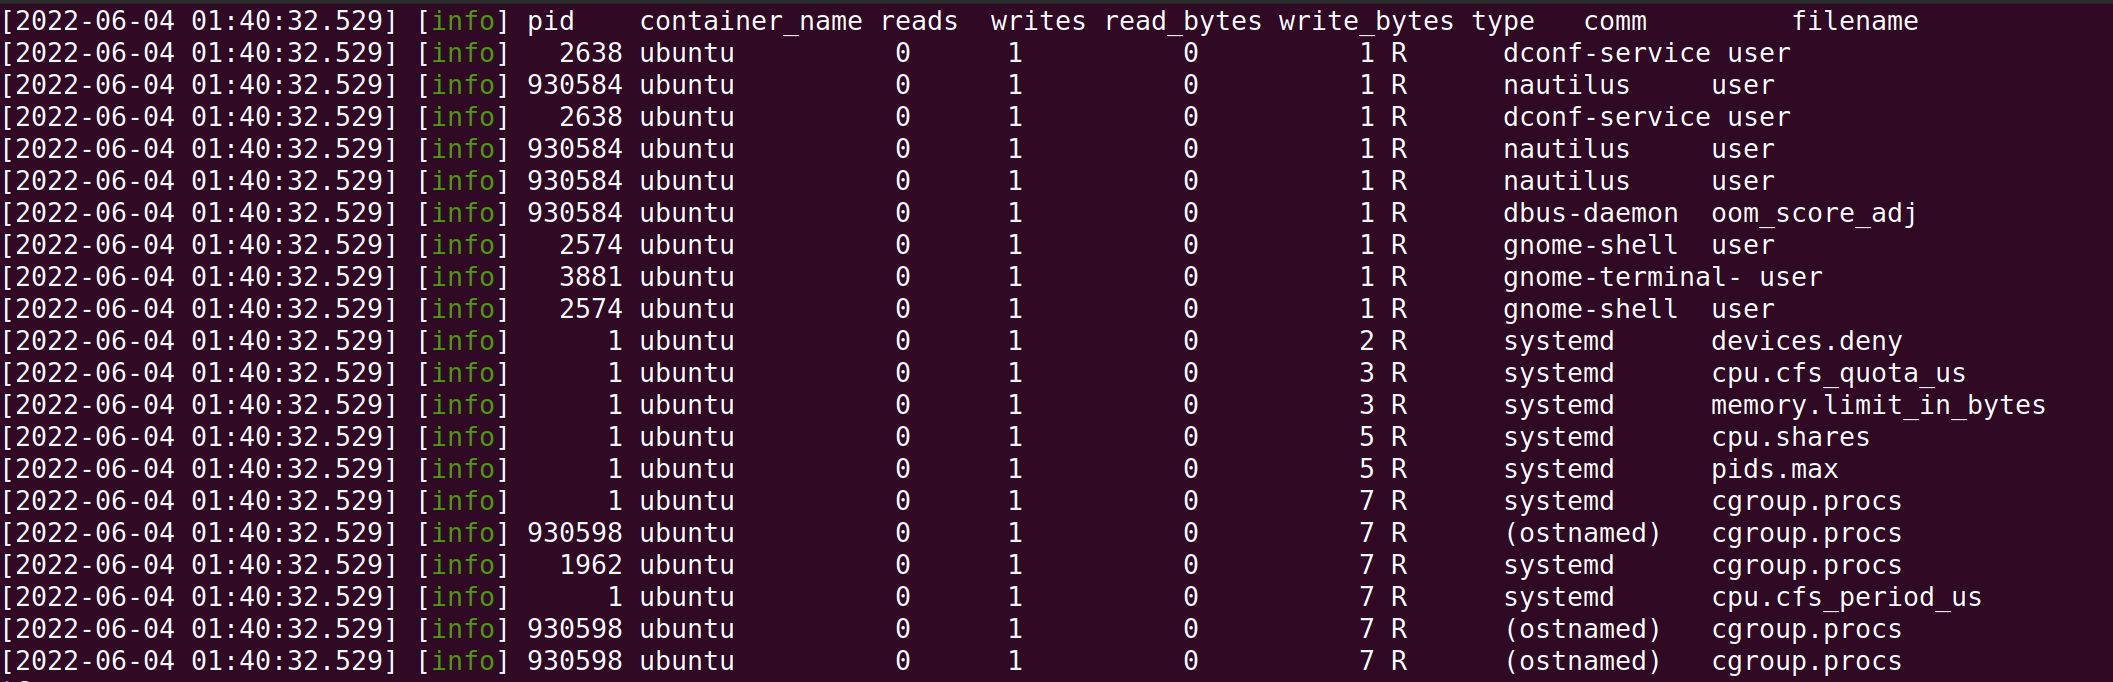 [2022-06-04 01:40:32.529] [info] pid    container_name reads  writes read_bytes write_bytes type   comm         filename
[2022-06-04 01:40:32.529] [info]   2638 ubuntu          0      1          0          1 R      dconf-service user
[2022-06-04 01:40:32.529] [info] 930584 ubuntu          0      1          0          1 R      nautilus     user
[2022-06-04 01:40:32.529] [info]   2638 ubuntu          0      1          0          1 R      dconf-service user
[2022-06-04 01:40:32.529] [info] 930584 ubuntu          0      1          0          1 R      nautilus     user
[2022-06-04 01:40:32.529] [info] 930584 ubuntu          0      1          0          1 R      nautilus     user
[2022-06-04 01:40:32.529] [info] 930584 ubuntu          0      1          0          1 R      dbus-daemon  oom_score_adj
[2022-06-04 01:40:32.529] [info]   2574 ubuntu          0      1          0          1 R      gnome-shell  user
[2022-06-04 01:40:32.529] [info]   3881 ubuntu          0      1          0          1 R      gnome-terminal- user
[2022-06-04 01:40:32.529] [info]   2574 ubuntu          0      1          0          1 R      gnome-shell  user
[2022-06-04 01:40:32.529] [info]      1 ubuntu          0      1          0          2 R      systemd      devices.deny
[2022-06-04 01:40:32.529] [info]      1 ubuntu          0      1          0          3 R      systemd      cpu.cfs_quota_us
[2022-06-04 01:40:32.529] [info]      1 ubuntu          0      1          0          3 R      systemd      memory.limit_in_bytes
[2022-06-04 01:40:32.529] [info]      1 ubuntu          0      1          0          5 R      systemd      cpu.shares
[2022-06-04 01:40:32.529] [info]      1 ubuntu          0      1          0          5 R      systemd      pids.max
[2022-06-04 01:40:32.529] [info]      1 ubuntu          0      1          0          7 R      systemd      cgroup.procs
[2022-06-04 01:40:32.529] [info] 930598 ubuntu          0      1          0          7 R      (ostnamed)   cgroup.procs
[2022-06-04 01:40:32.529] [info]   1962 ubuntu          0      1          0          7 R      systemd      cgroup.procs
[2022-06-04 01:40:32.529] [info]      1 ubuntu          0      1          0          7 R      systemd      cpu.cfs_period_us
[2022-06-04 01:40:32.529] [info] 930598 ubuntu          0      1          0          7 R      (ostnamed)   cgroup.procs
[2022-06-04 01:40:32.529] [info] 930598 ubuntu          0      1          0          7 R      (ostnamed)   cgroup.procs